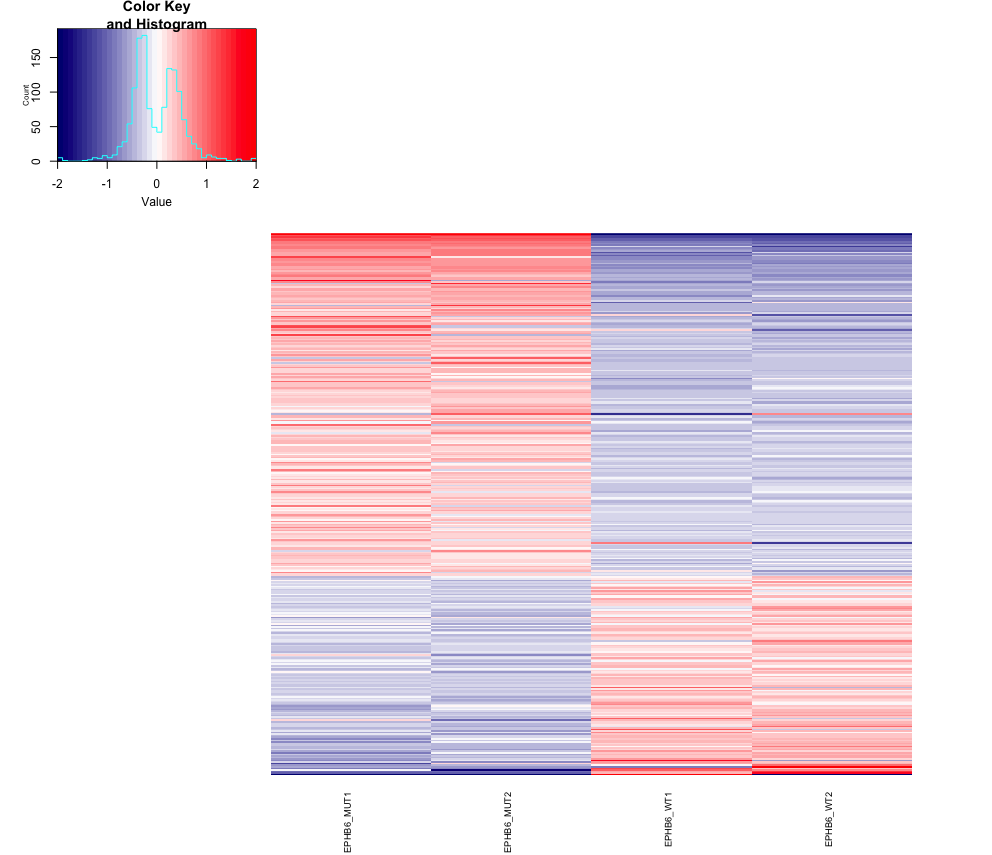 Color Key
and Histogram
Count
0 50 100 150
-2 -1 0 1 2
Value
EPHB6_MUT1
EPHB6_MUT2
EPHB6_WT1
EPHB6_WT2